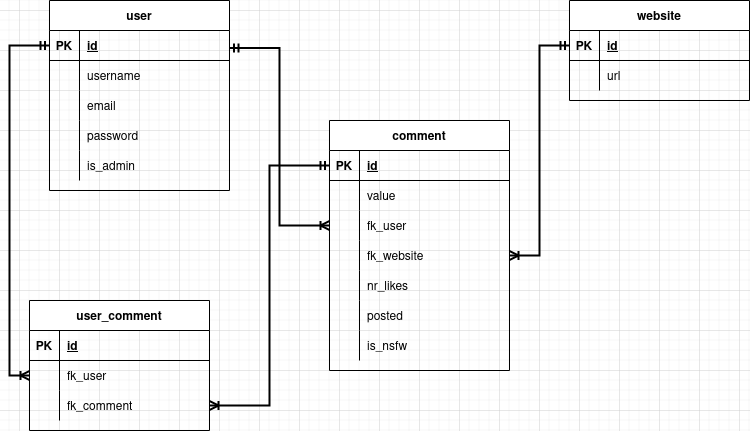 user
PK id
username
email
password
is_admin
website
PK id
url
comment
PK id
value
fk_user
fk_website
nr_likes
posted
is_nsfw
user_comment
PK id
fk_user
fk_comment